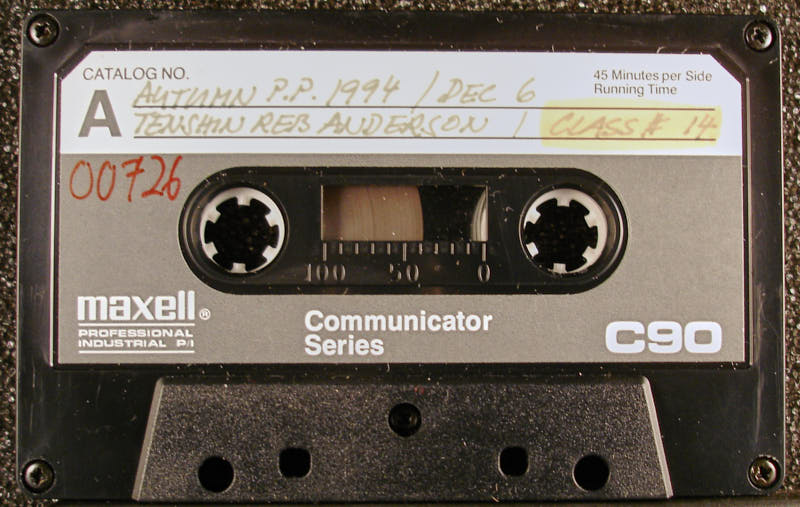 CATALOG NO.
45 Minutes per Side
Running Time
A
AUTUMN P.P. 1994 / DEC 6
TENSHIN REB ANDERSON / CLASS # 14
00726
100 50 0
maxell®
PROFESSIONAL
INDUSTRIAL P/I
Communicator
Series
C90